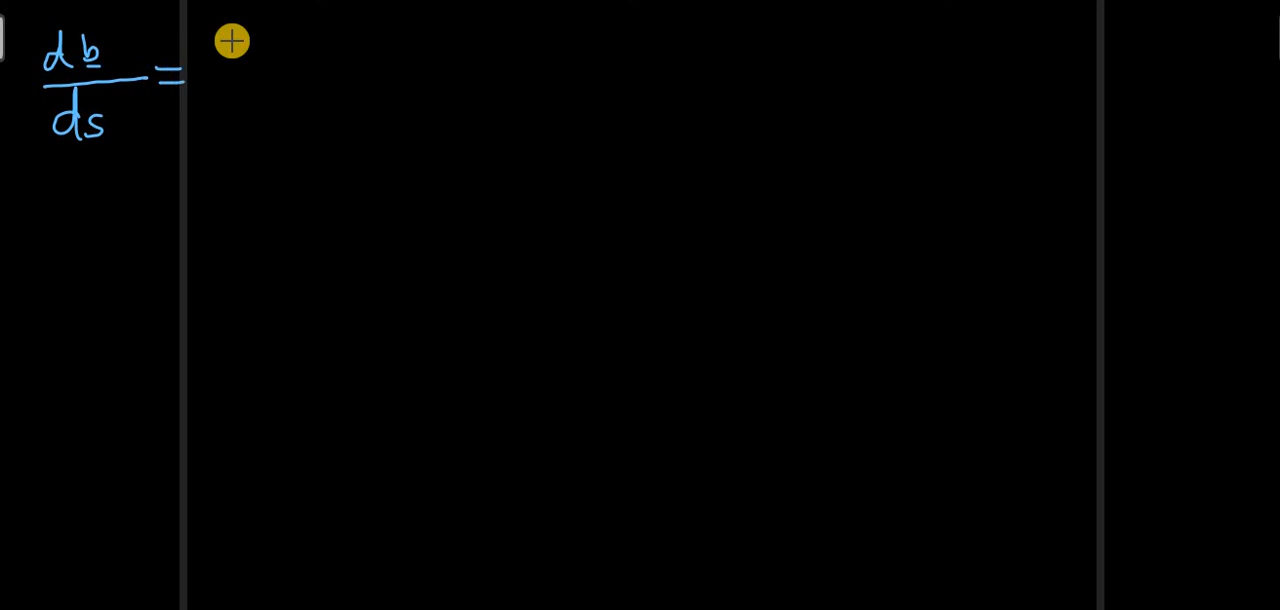 db̲/ds =